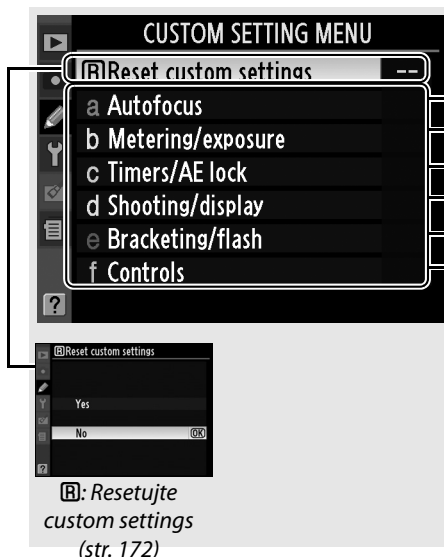 CUSTOM SETTING MENU
R Reset custom settings --
a Autofocus
b Metering/exposure
c Timers/AE lock
d Shooting/display
e Bracketing/flash
f Controls
?
R Reset custom settings
Yes
No OK
?
R: Resetujte
custom settings
(str. 172)